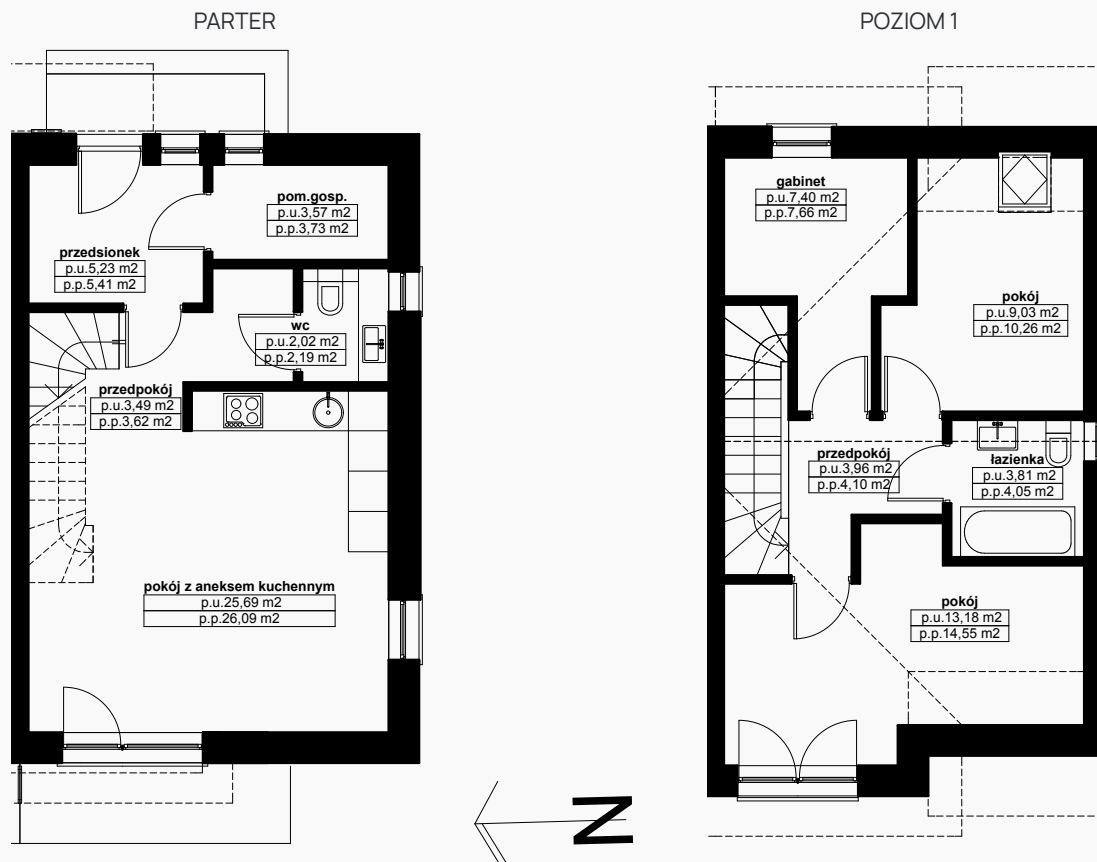 PARTER
pom.gosp.
p.u.3,57 m2
p.p.3,73 m2
przedsionek
p.u.5,23 m2
p.p.5,41 m2
wc
p.u.2,02 m2
p.p.2,19 m2
przedpokój
p.u.3,49 m2
p.p.3,62 m2
pokój z aneksem kuchennym
p.u.25,69 m2
p.p.26,09 m2
POZIOM 1
gabinet
p.u.7,40 m2
p.p.7,66 m2
pokój
p.u.9,03 m2
p.p.10,26 m2
przedpokój
p.u.3,96 m2
p.p.4,10 m2
łazienka
p.u.3,81 m2
p.p.4,05 m2
pokój
p.u.13,18 m2
p.p.14,55 m2
N